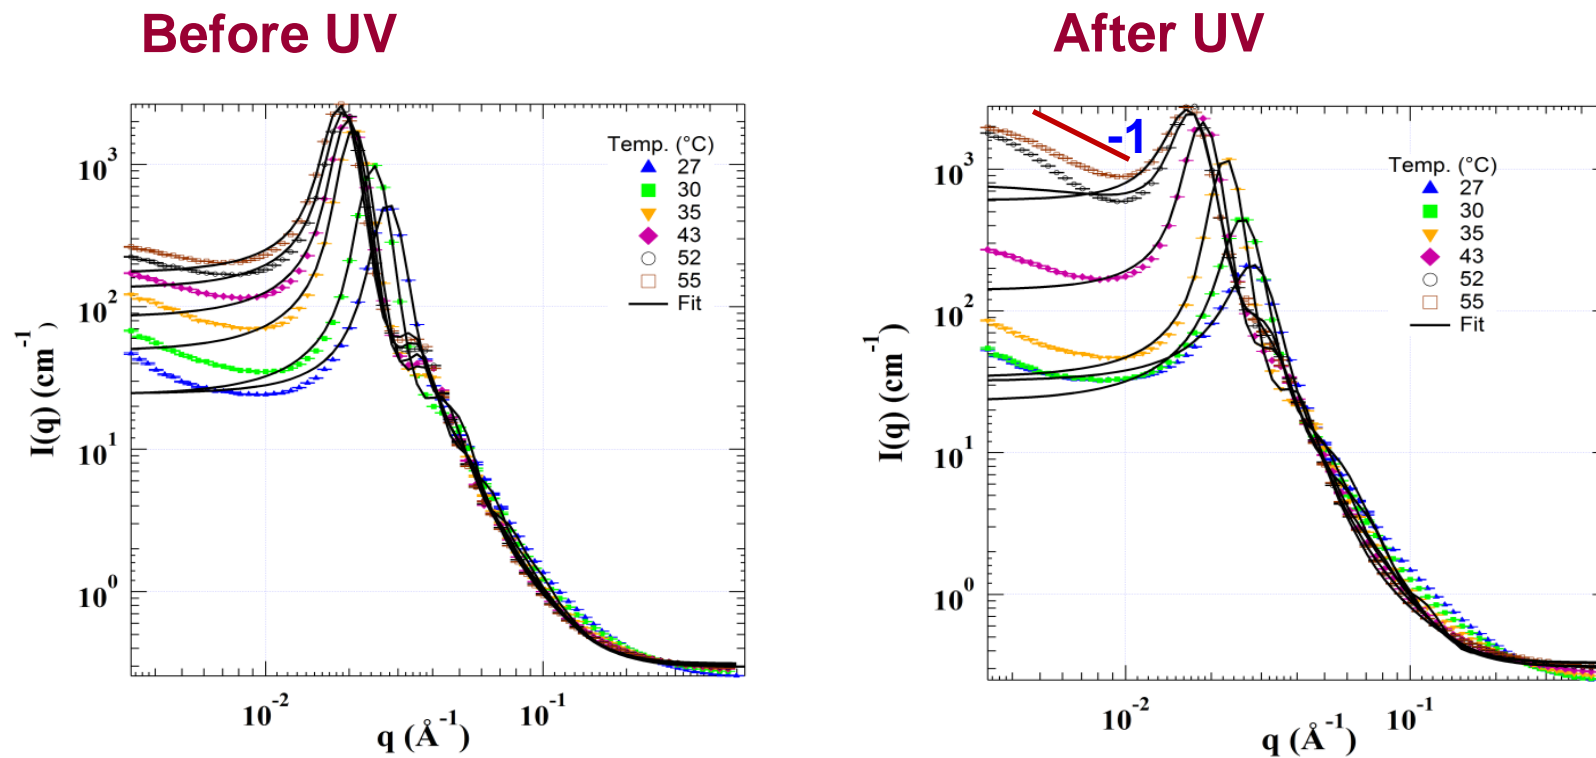 Before UV
After UV
10^3
10^2
10^1
10^0
I(q) (cm^-1)
Temp. (°C)
27
30
35
43
52
55
Fit
10^-2
10^-1
q (Å^-1)
-1
10^3
10^2
10^1
10^0
I(q) (cm^-1)
Temp. (°C)
27
30
35
43
52
55
Fit
10^-2
10^-1
q (Å^-1)